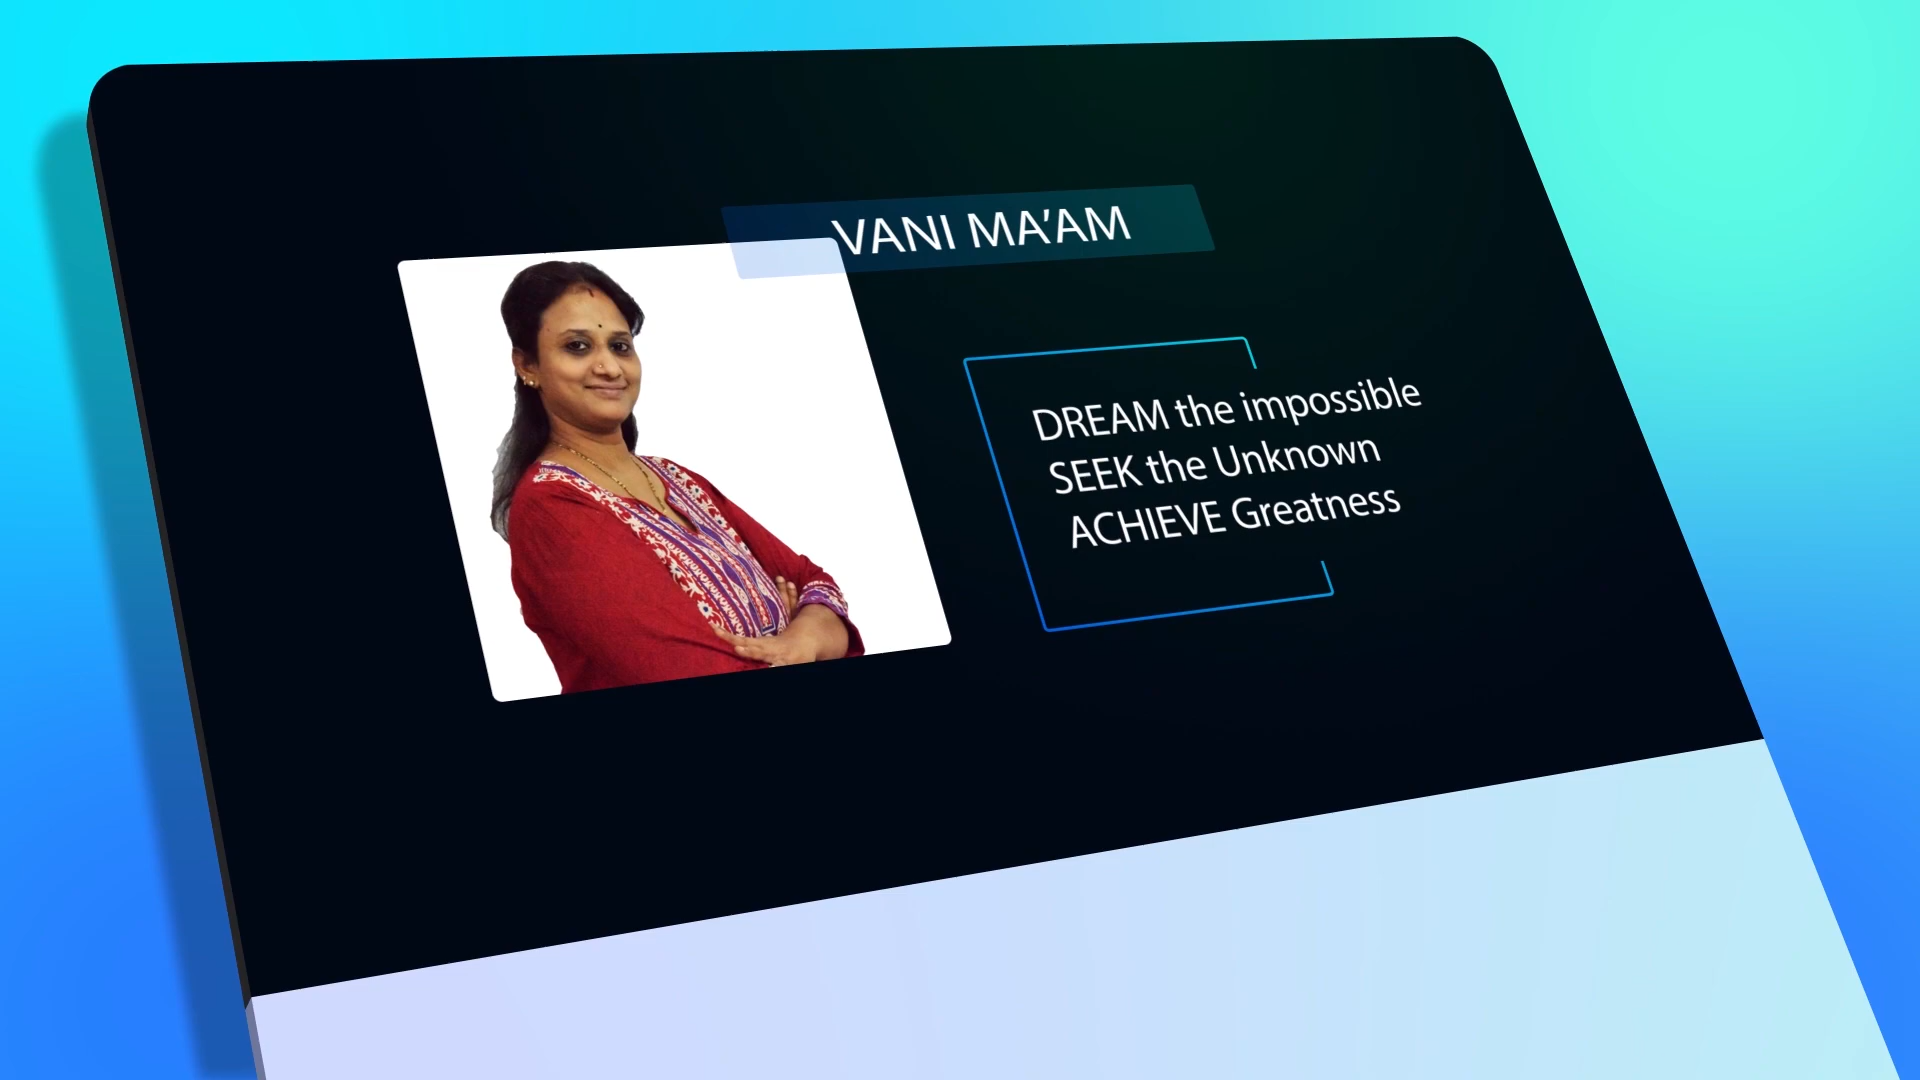 VANI MA’AM
DREAM the impossible
SEEK the Unknown
ACHIEVE Greatness